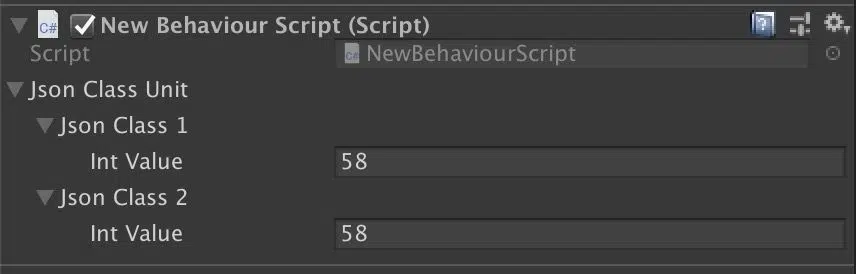 C# New Behaviour Script (Script)
Script C# NewBehaviourScript
Json Class Unit
Json Class 1
Int Value 58
Json Class 2
Int Value 58